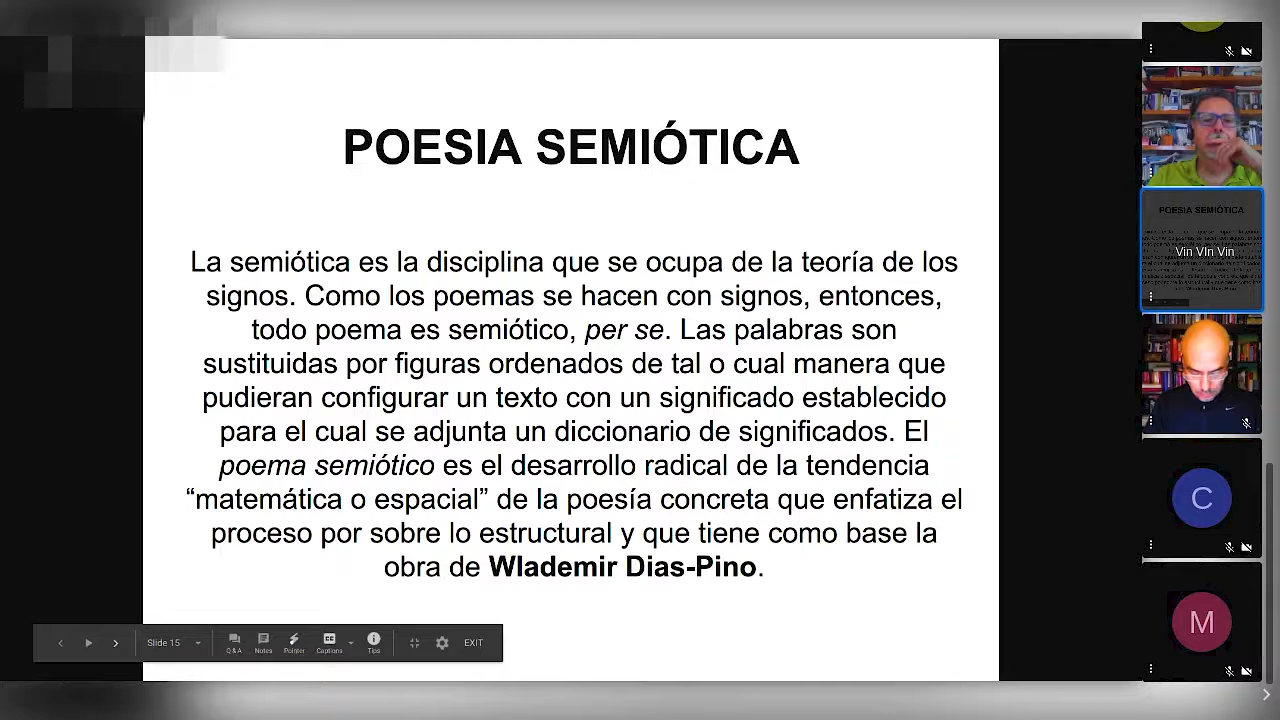 POESIA SEMIÓTICA
La semiótica es la disciplina que se ocupa de la teoría de los
signos. Como los poemas se hacen con signos, entonces,
todo poema es semiótico, per se. Las palabras son
sustituidas por figuras ordenados de tal o cual manera que
pudieran configurar un texto con un significado establecido
para el cual se adjunta un diccionario de significados. El
poema semiótico es el desarrollo radical de la tendencia
“matemática o espacial” de la poesía concreta que enfatiza el
proceso por sobre lo estructural y que tiene como base la
obra de Wlademir Dias-Pino.
Slide 15
Q & A
Notes
Pointer
CC
Captions
Tips
EXIT
POESIA SEMIÓTICA
Vin VIn Vin
C
M